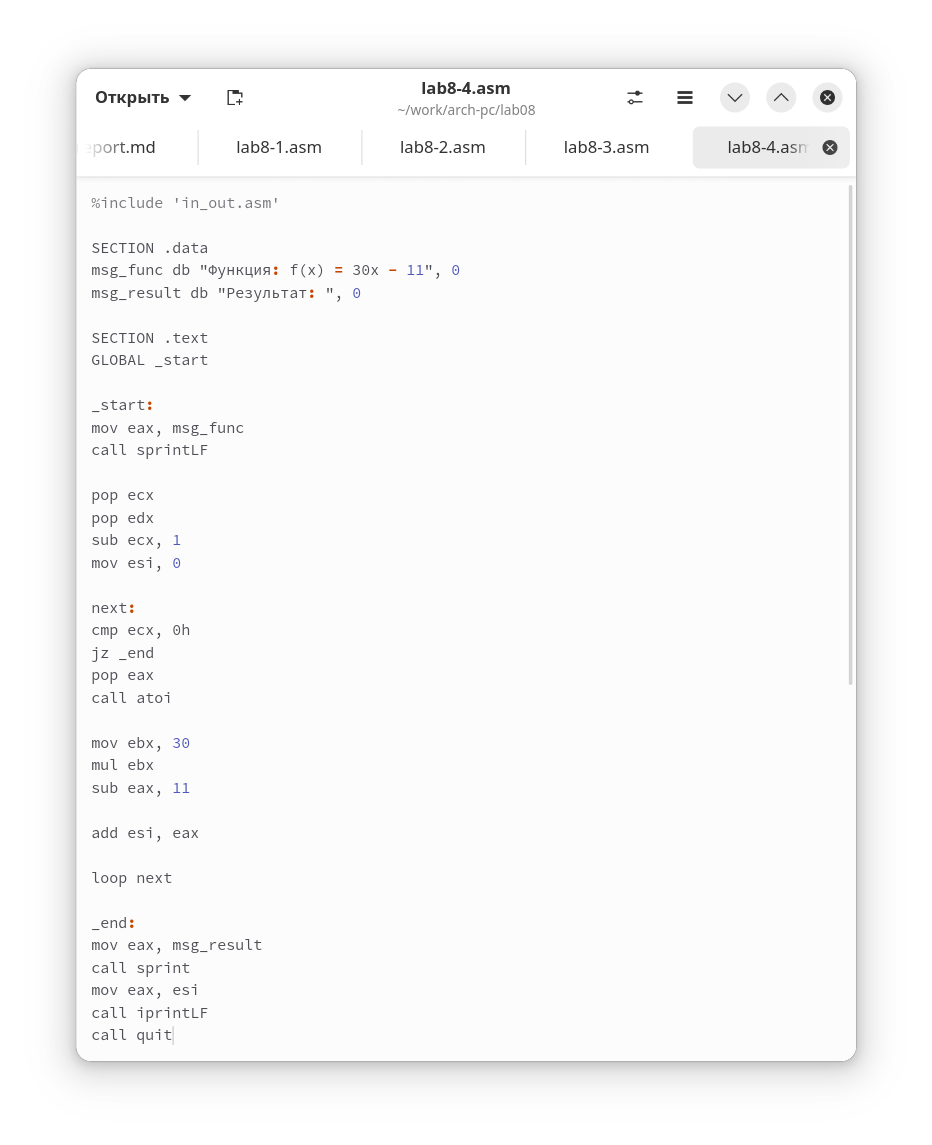 Открыть
lab8-4.asm
~/work/arch-pc/lab08
eport.md
lab8-1.asm
lab8-2.asm
lab8-3.asm
lab8-4.asm
%include 'in_out.asm'
SECTION .data
msg_func db "Функция: f(x) = 30x - 11", 0
msg_result db "Результат: ", 0
SECTION .text
GLOBAL _start
_start:
mov eax, msg_func
call sprintLF
pop ecx
pop edx
sub ecx, 1
mov esi, 0
next:
cmp ecx, 0h
jz _end
pop eax
call atoi
mov ebx, 30
mul ebx
sub eax, 11
add esi, eax
loop next
_end:
mov eax, msg_result
call sprint
mov eax, esi
call iprintLF
call quit